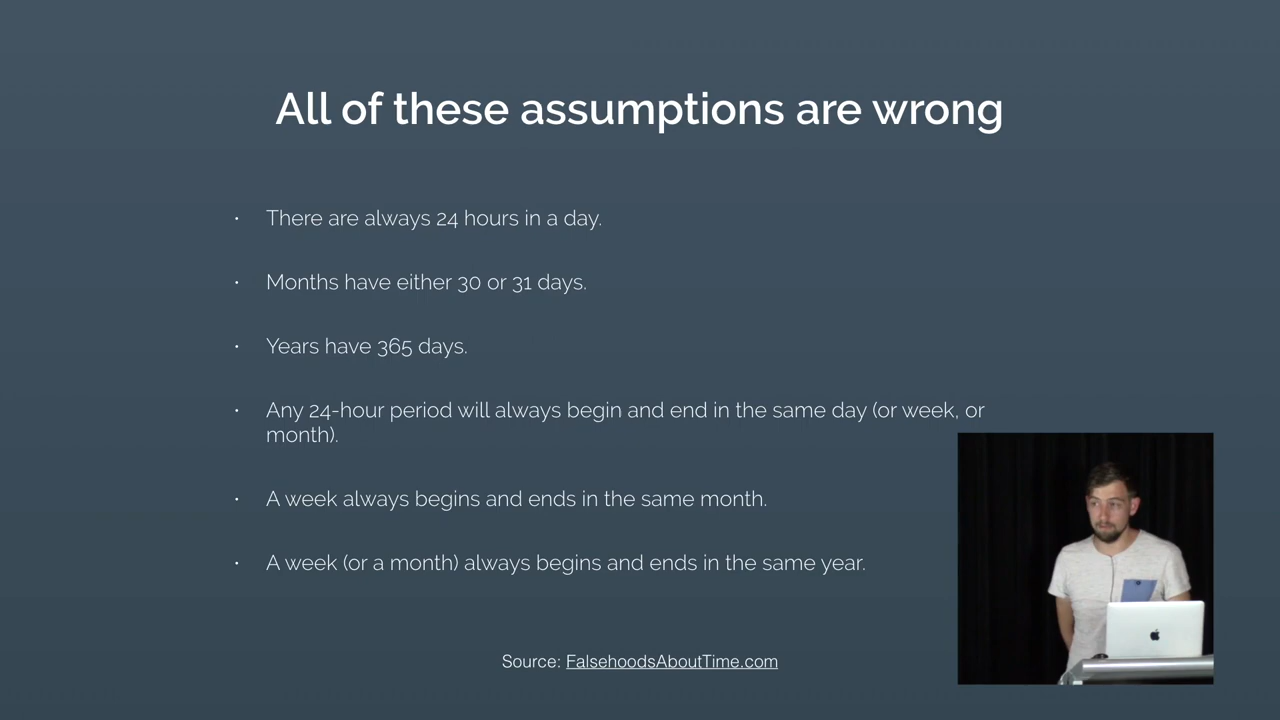 All of these assumptions are wrong
· There are always 24 hours in a day.
· Months have either 30 or 31 days.
· Years have 365 days.
· Any 24-hour period will always begin and end in the same day (or week, or
month).
· A week always begins and ends in the same month.
· A week (or a month) always begins and ends in the same year.
Source: FalsehoodsAboutTime.com